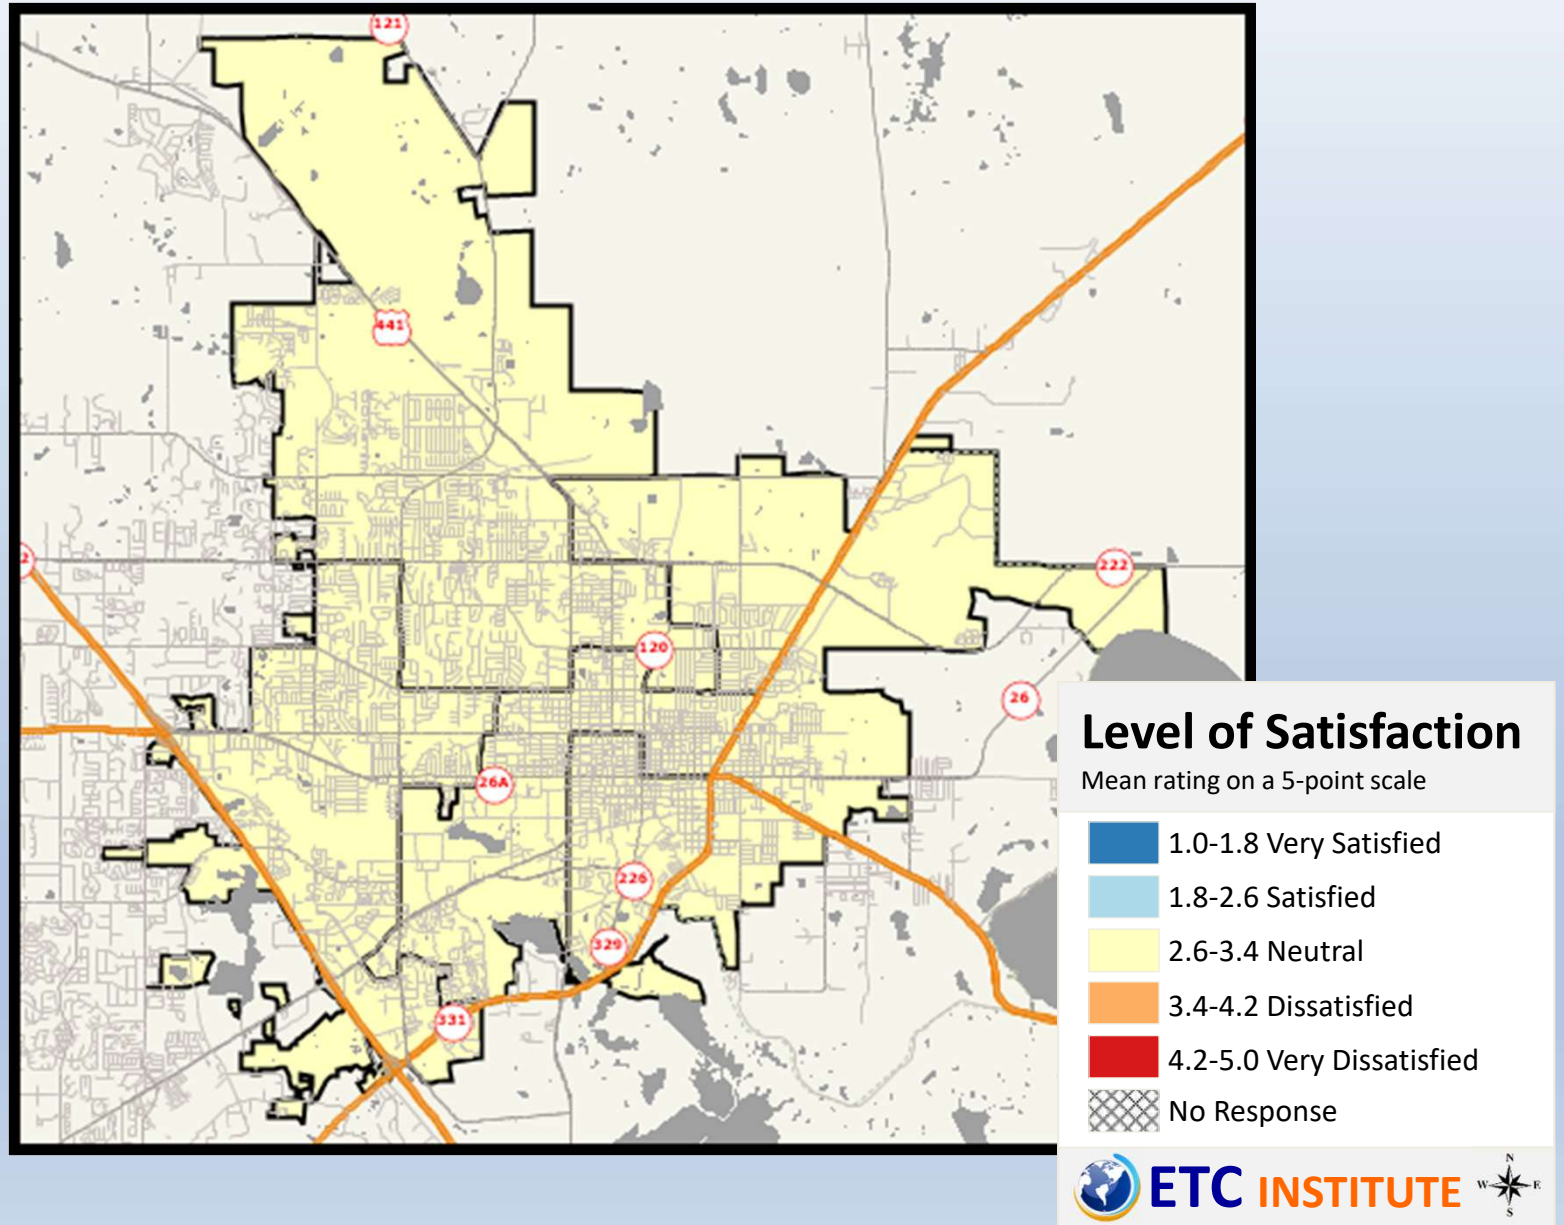 121
441
2
222
120
26
26A
226
329
331
Level of Satisfaction
Mean rating on a 5-point scale
1.0-1.8 Very Satisfied
1.8-2.6 Satisfied
2.6-3.4 Neutral
3.4-4.2 Dissatisfied
4.2-5.0 Very Dissatisfied
No Response
ETC INSTITUTE
N
W E
S